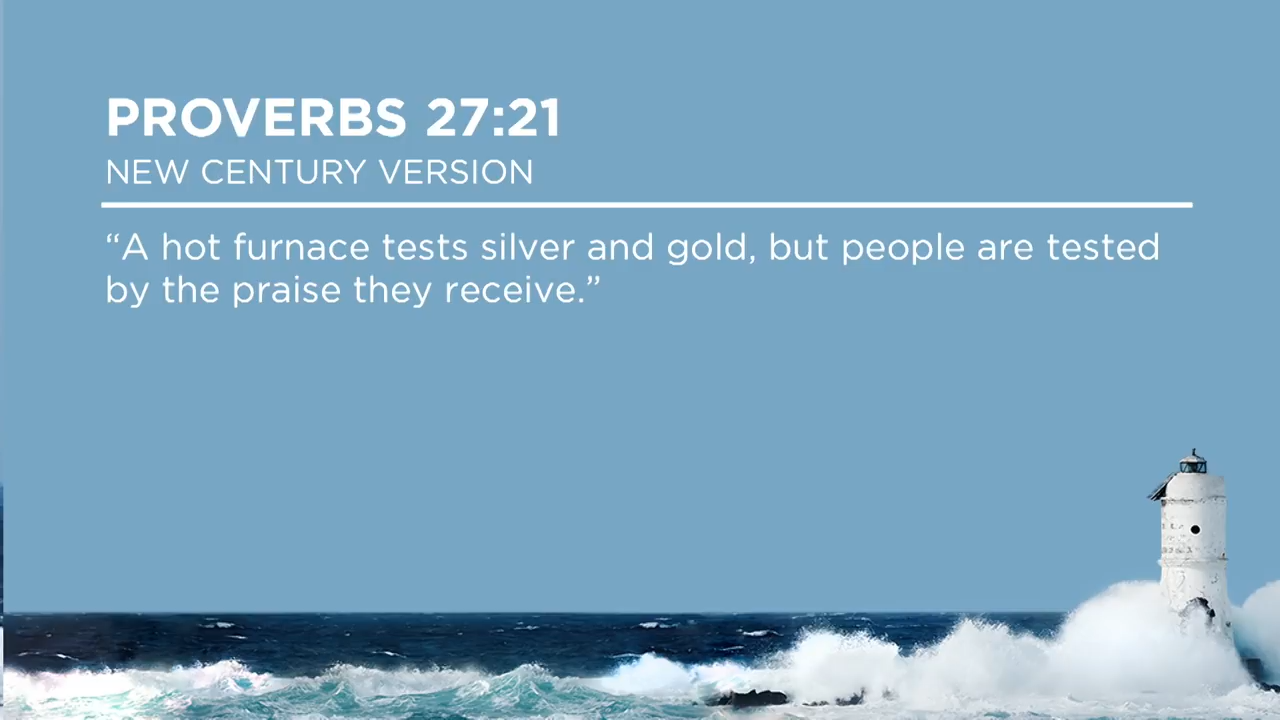 PROVERBS 27:21
NEW CENTURY VERSION
“A hot furnace tests silver and gold, but people are tested
by the praise they receive.”